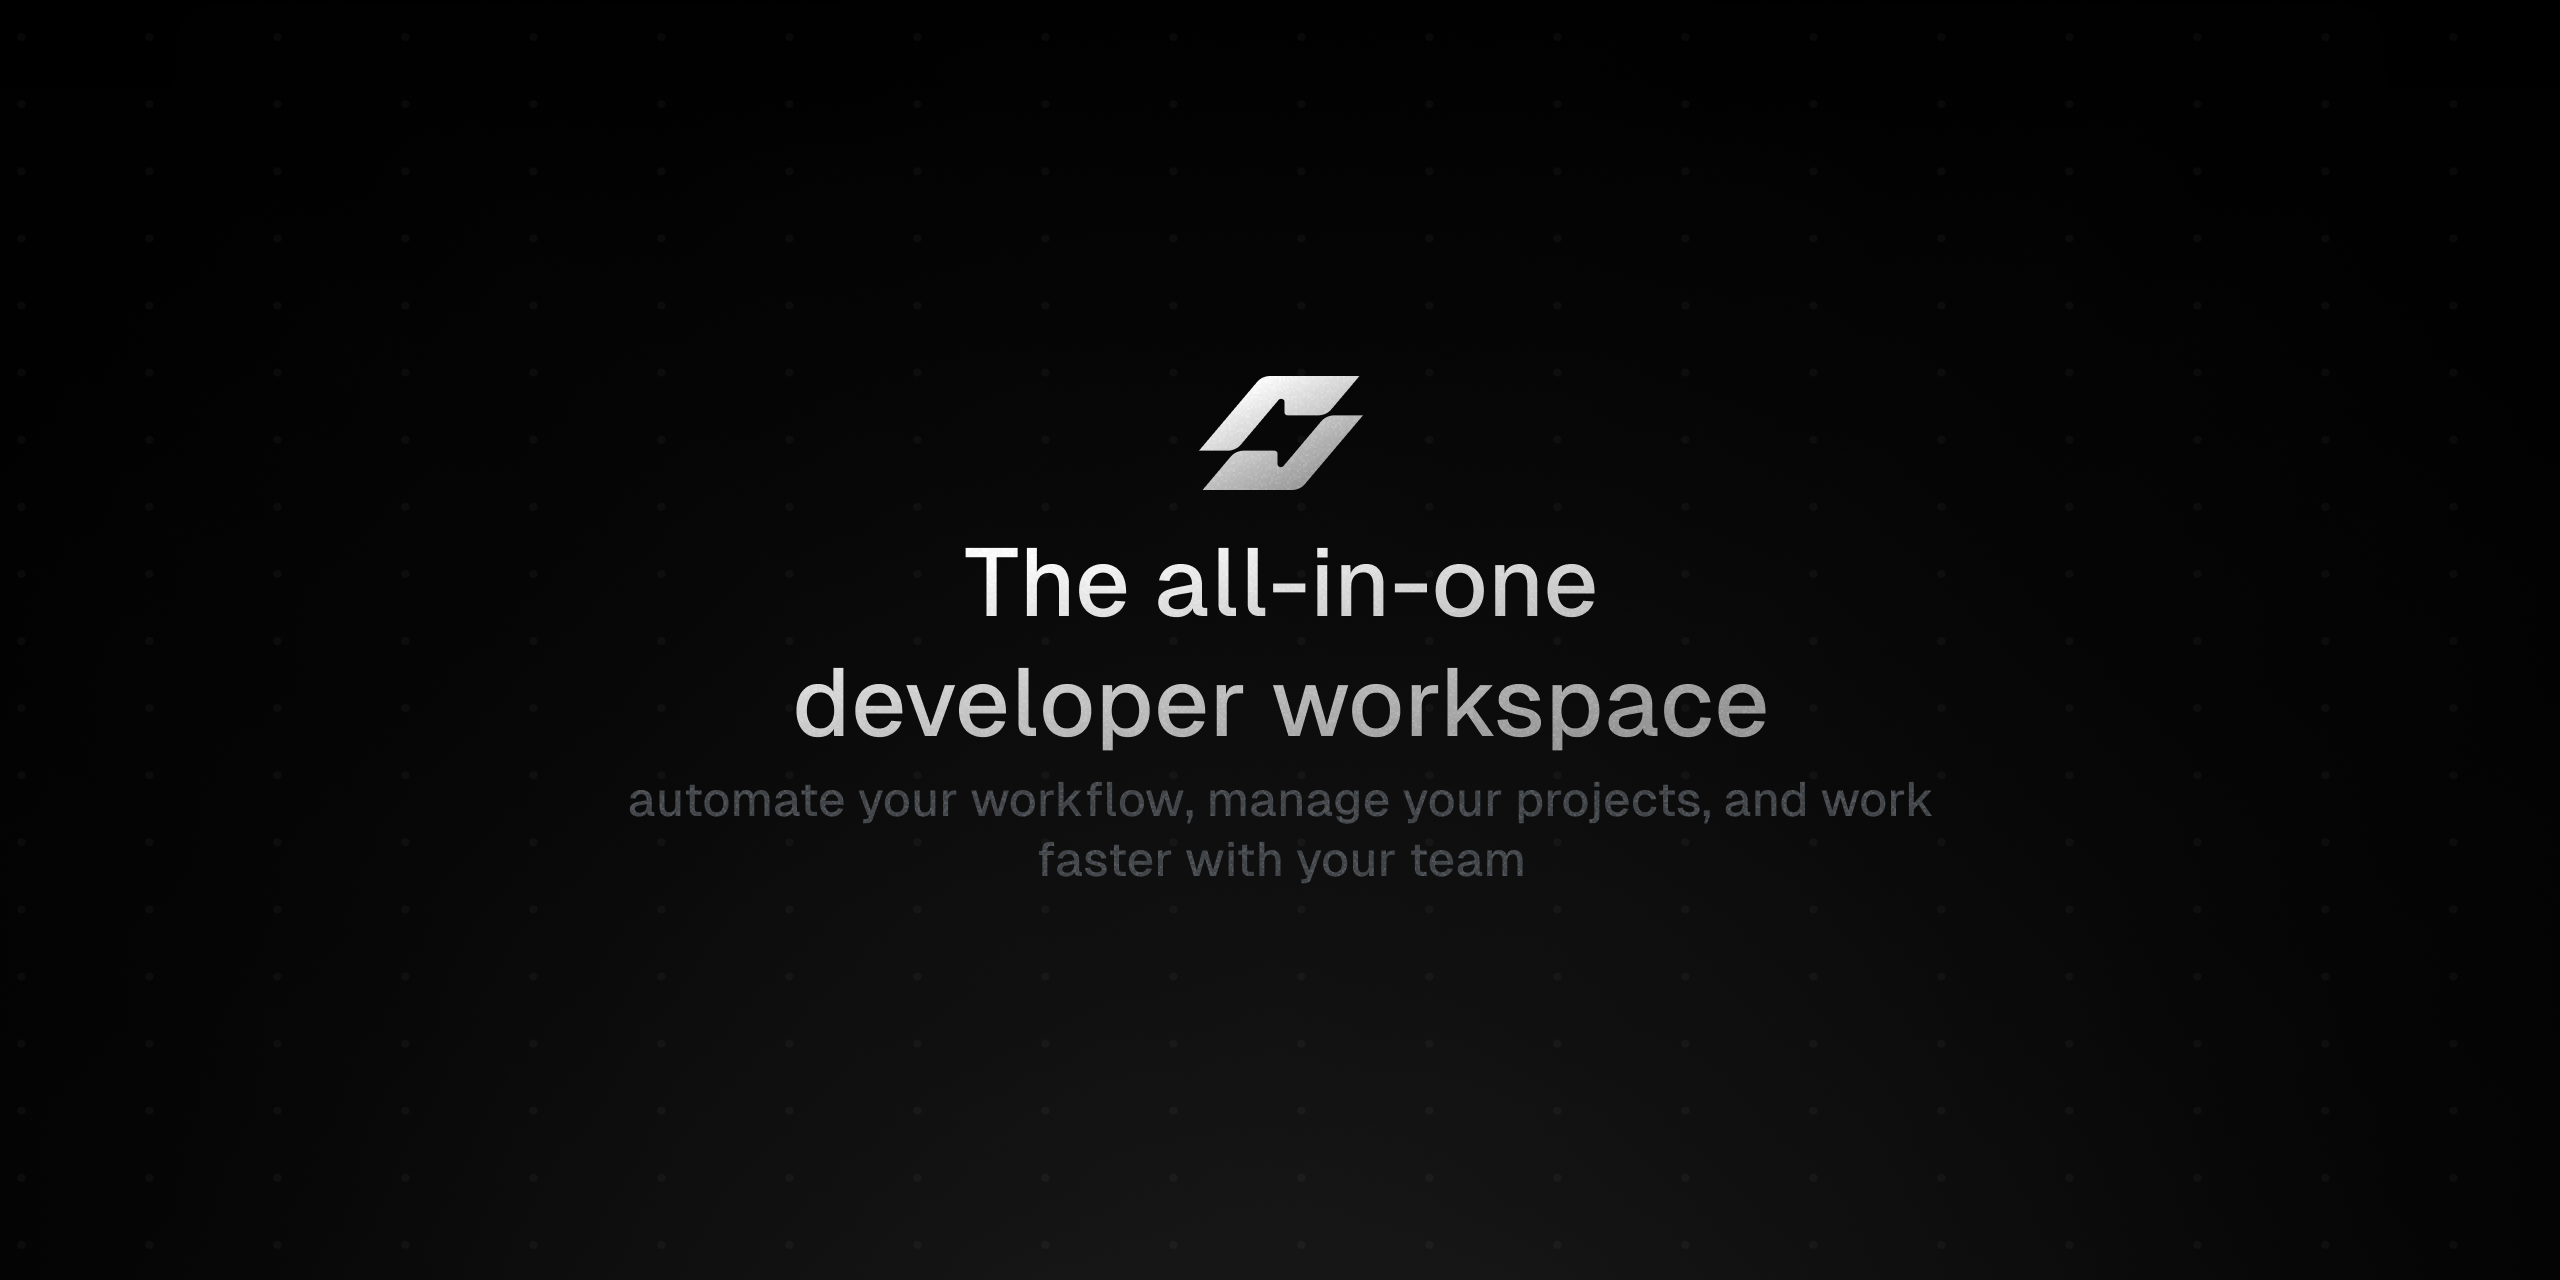 The all-in-one
developer workspace
automate your workflow, manage your projects, and work
faster with your team